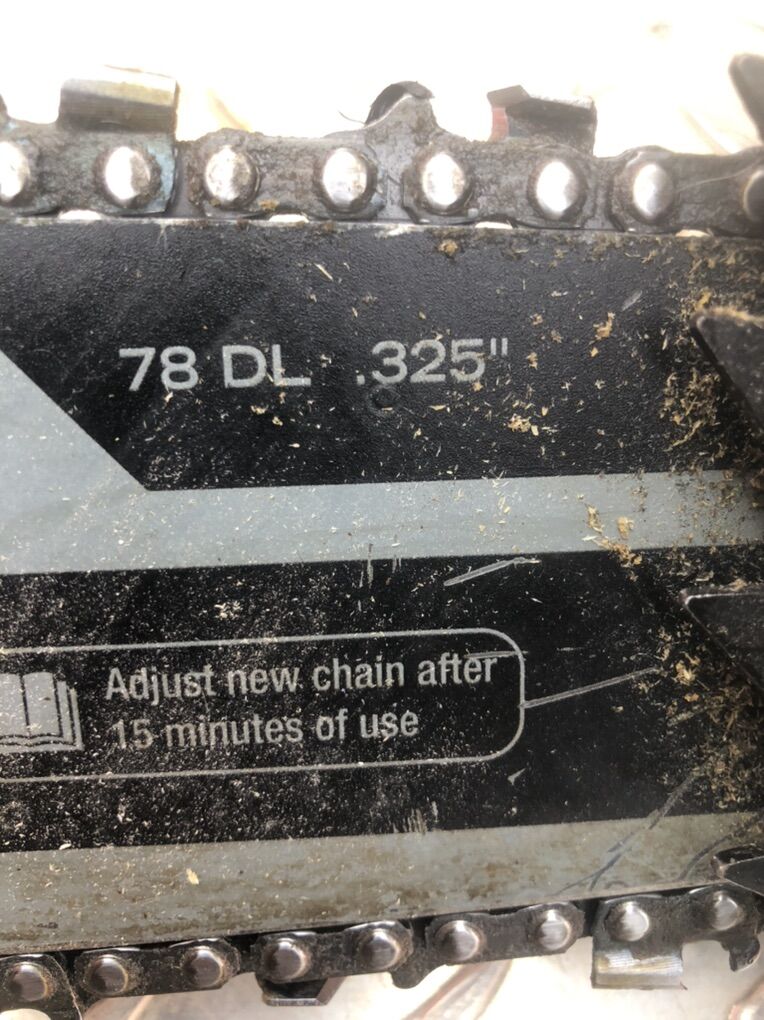 78 DL .325"
Adjust new chain after
15 minutes of use